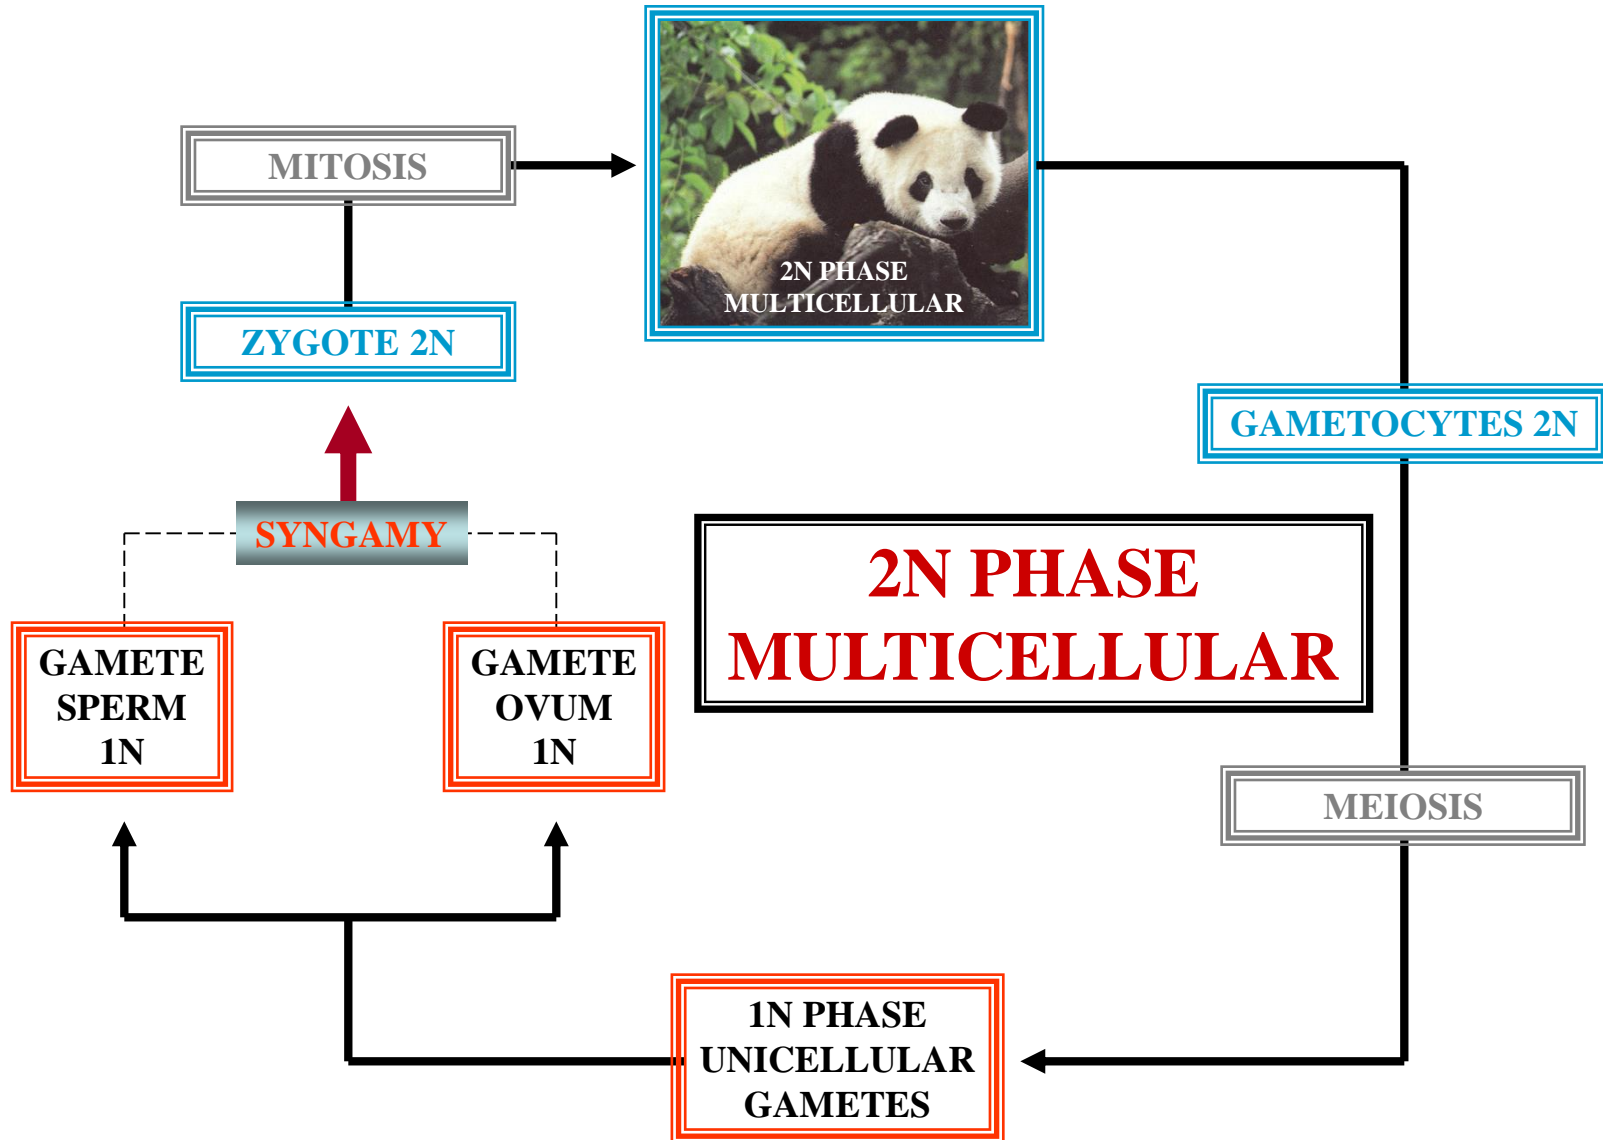 MITOSIS
2N PHASE
MULTICELLULAR
ZYGOTE 2N
GAMETOCYTES 2N
SYNGAMY
2N PHASE
MULTICELLULAR
GAMETE
SPERM
1N
GAMETE
OVUM
1N
MEIOSIS
1N PHASE
UNICELLULAR
GAMETES